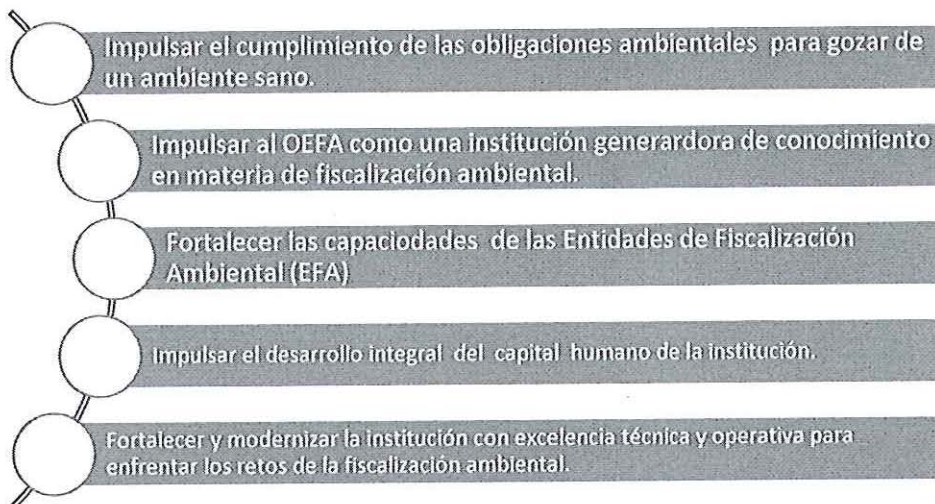 Impulsar el cumplimiento de las obligaciones ambientales para gozar de
un ambiente sano.
Impulsar al OEFA como una institución generardora de conocimiento
en materia de fiscalización ambiental.
Fortalecer las capaciodades de las Entidades de Fiscalización
Ambiental (EFA)
Impulsar el desarrollo integral del capital humano de la institución.
Fortalecer y modernizar la institución con excelencia técnica y operativa para
enfrentar los retos de la fiscalización ambiental.